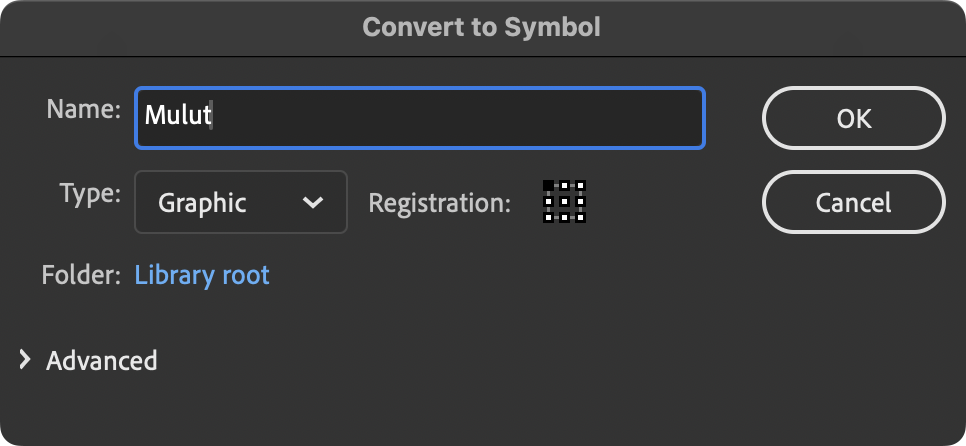 Convert to Symbol
Name: Mulut OK
Type: Graphic Registration: Cancel
Folder: Library root
Advanced